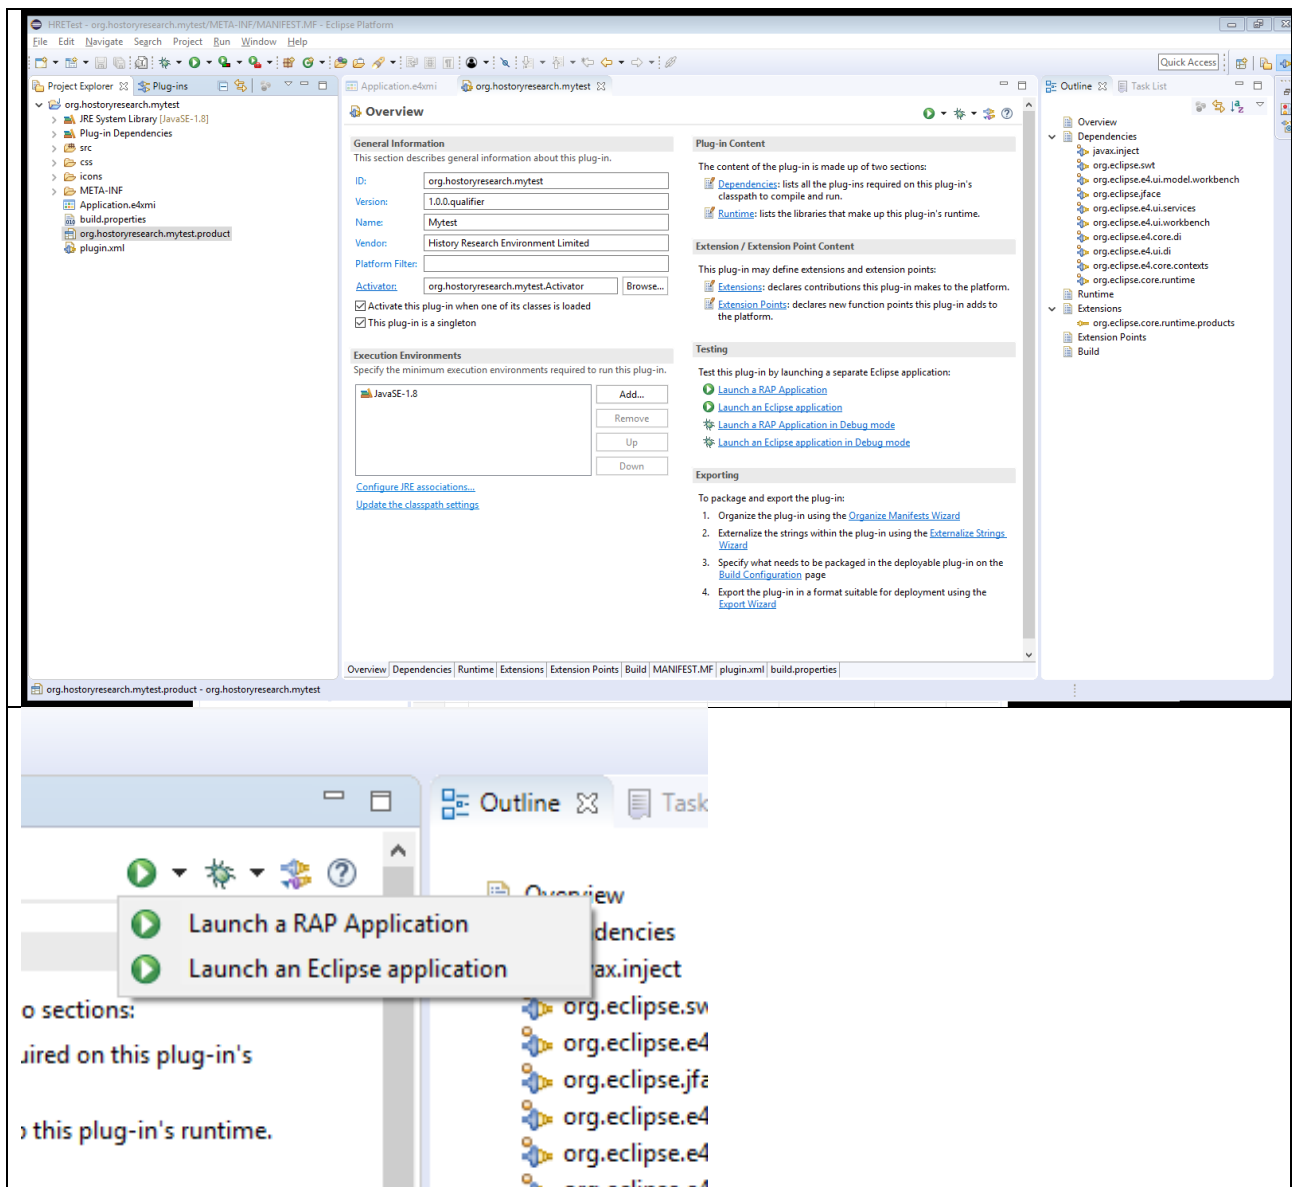 HRETest - org.hostoryresearch.mytest/META-INF/MANIFEST.MF - Eclipse Platform
File Edit Navigate Search Project Run Window Help
Quick Access
Project Explorer Plug-ins
org.hostoryresearch.mytest
JRE System Library [JavaSE-1.8]
Plug-in Dependencies
src
css
icons
META-INF
Application.e4xmi
build.properties
org.hostoryresearch.mytest.product
plugin.xml
Application.e4xmi org.hostoryresearch.mytest
Overview
General Information
This section describes general information about this plug-in.
ID: org.hostoryresearch.mytest
Version: 1.0.0.qualifier
Name: Mytest
Vendor: History Research Environment Limited
Platform Filter:
Activator: org.hostoryresearch.mytest.Activator Browse...
Activate this plug-in when one of its classes is loaded
This plug-in is a singleton
Execution Environments
Specify the minimum execution environments required to run this plug-in.
JavaSE-1.8
Add...
Remove
Up
Down
Configure JRE associations...
Update the classpath settings
Plug-in Content
The content of the plug-in is made up of two sections:
Dependencies: lists all the plug-ins required on this plug-in's
classpath to compile and run.
Runtime: lists the libraries that make up this plug-in's runtime.
Extension / Extension Point Content
This plug-in may define extensions and extension points:
Extensions: declares contributions this plug-in makes to the platform.
Extension Points: declares new function points this plug-in adds to
the platform.
Testing
Test this plug-in by launching a separate Eclipse application:
Launch a RAP Application
Launch an Eclipse application
Launch a RAP Application in Debug mode
Launch an Eclipse application in Debug mode
Exporting
To package and export the plug-in:
1. Organize the plug-in using the Organize Manifests Wizard
2. Externalize the strings within the plug-in using the Externalize Strings
Wizard
3. Specify what needs to be packaged in the deployable plug-in on the
Build Configuration page
4. Export the plug-in in a format suitable for deployment using the
Export Wizard
Overview Dependencies Runtime Extensions Extension Points Build MANIFEST.MF plugin.xml build.properties
Outline Task List
Overview
Dependencies
javax.inject
org.eclipse.swt
org.eclipse.e4.ui.model.workbench
org.eclipse.jface
org.eclipse.e4.ui.services
org.eclipse.e4.ui.workbench
org.eclipse.e4.core.di
org.eclipse.e4.ui.di
org.eclipse.e4.core.contexts
org.eclipse.core.runtime
Runtime
Extensions
org.eclipse.core.runtime.products
Extension Points
Build
org.hostoryresearch.mytest.product - org.hostoryresearch.mytest
Outline Task
Launch a RAP Application
Launch an Eclipse application
o sections:
uired on this plug-in's
this plug-in's runtime.
Overview
dencies
ax.inject
org.eclipse.sw
org.eclipse.e4
org.eclipse.jfa
org.eclipse.e4
org.eclipse.e4